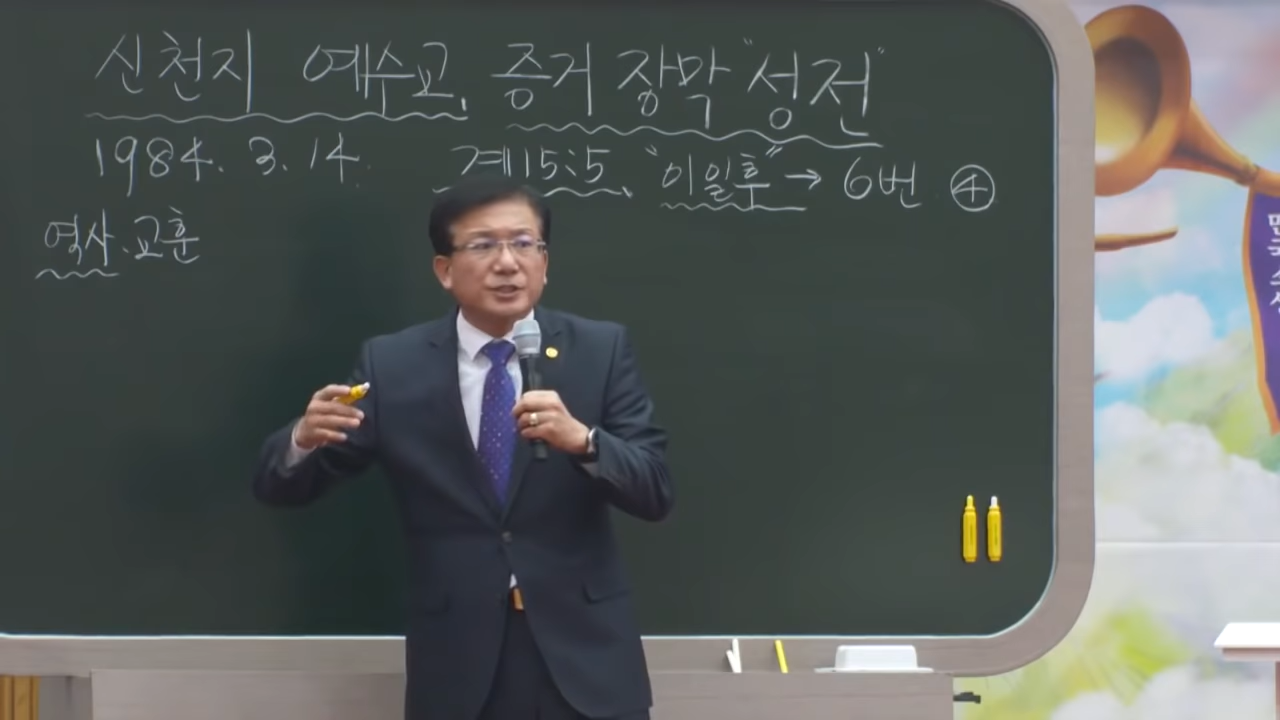 신천지 예수교, 증거장막 "성전"
1984. 3. 14. 계15:5, "이일후" → 6번 ④
역사. 교훈